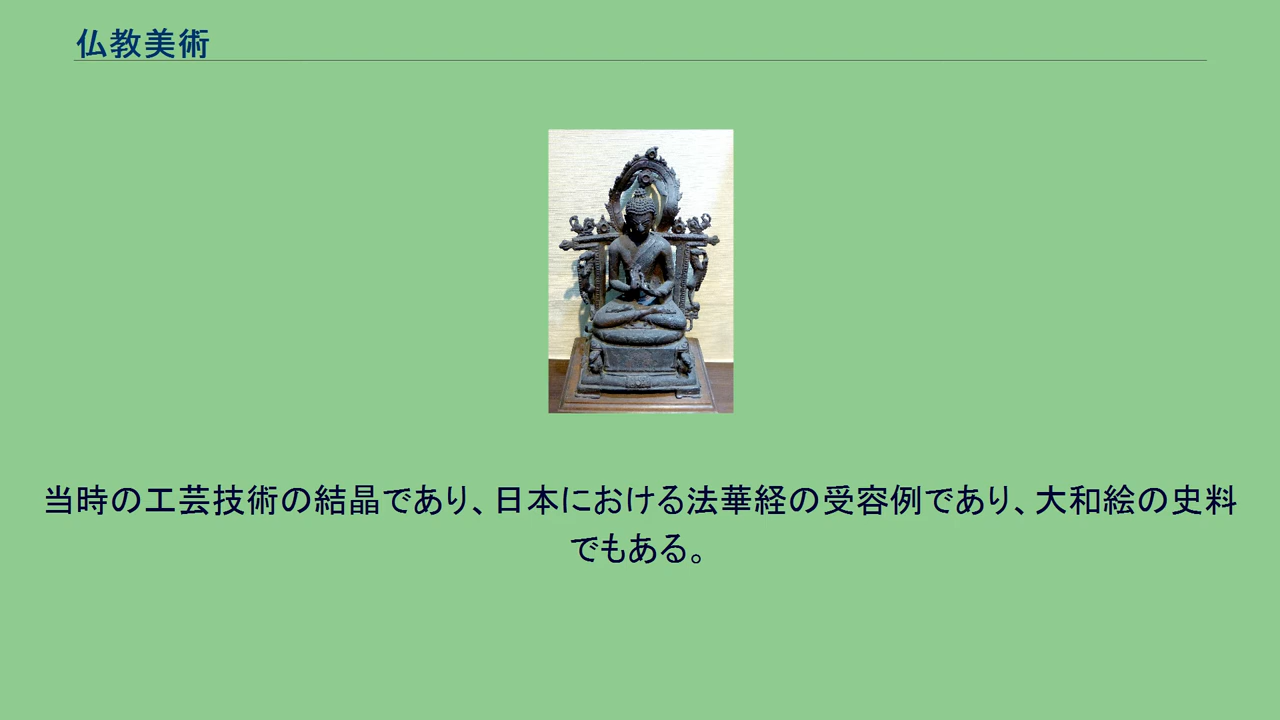 仏教美術
当時の工芸技術の結晶であり、日本における法華経の受容例であり、大和絵の史料
でもある。